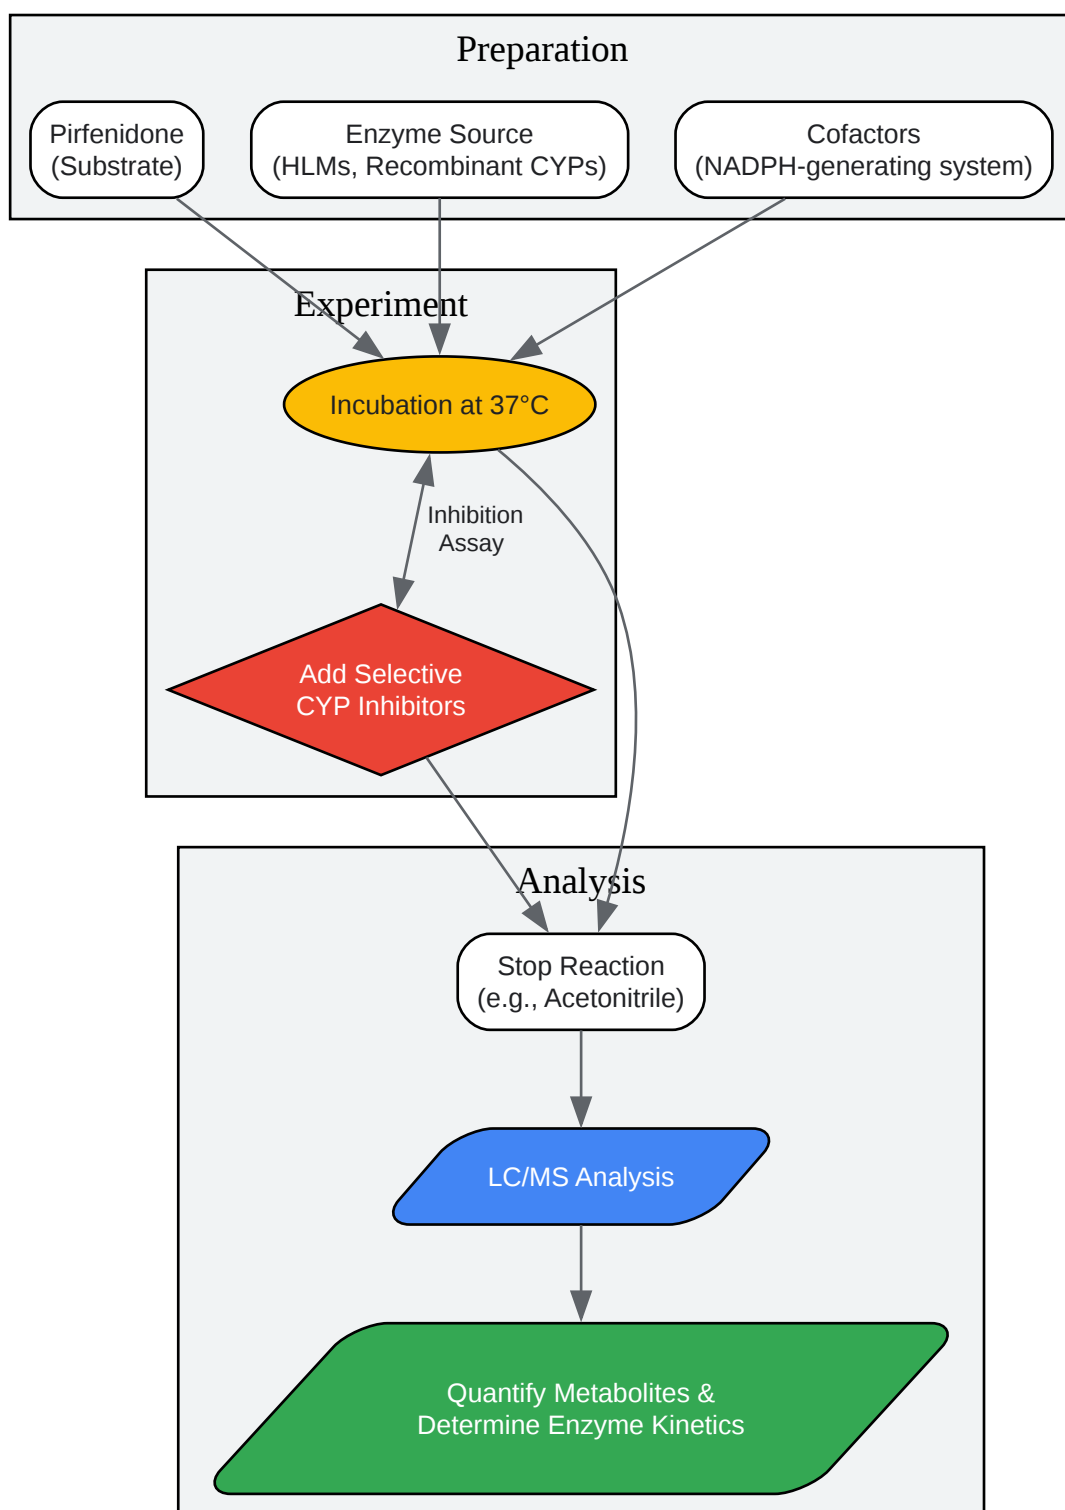 Preparation
Pirfenidone
(Substrate)
Enzyme Source
(HLMs, Recombinant CYPs)
Cofactors
(NADPH-generating system)
Experiment
Incubation at 37°C
Inhibition
Assay
Add Selective
CYP Inhibitors
Analysis
Stop Reaction
(e.g., Acetonitrile)
LC/MS Analysis
Quantify Metabolites &
Determine Enzyme Kinetics